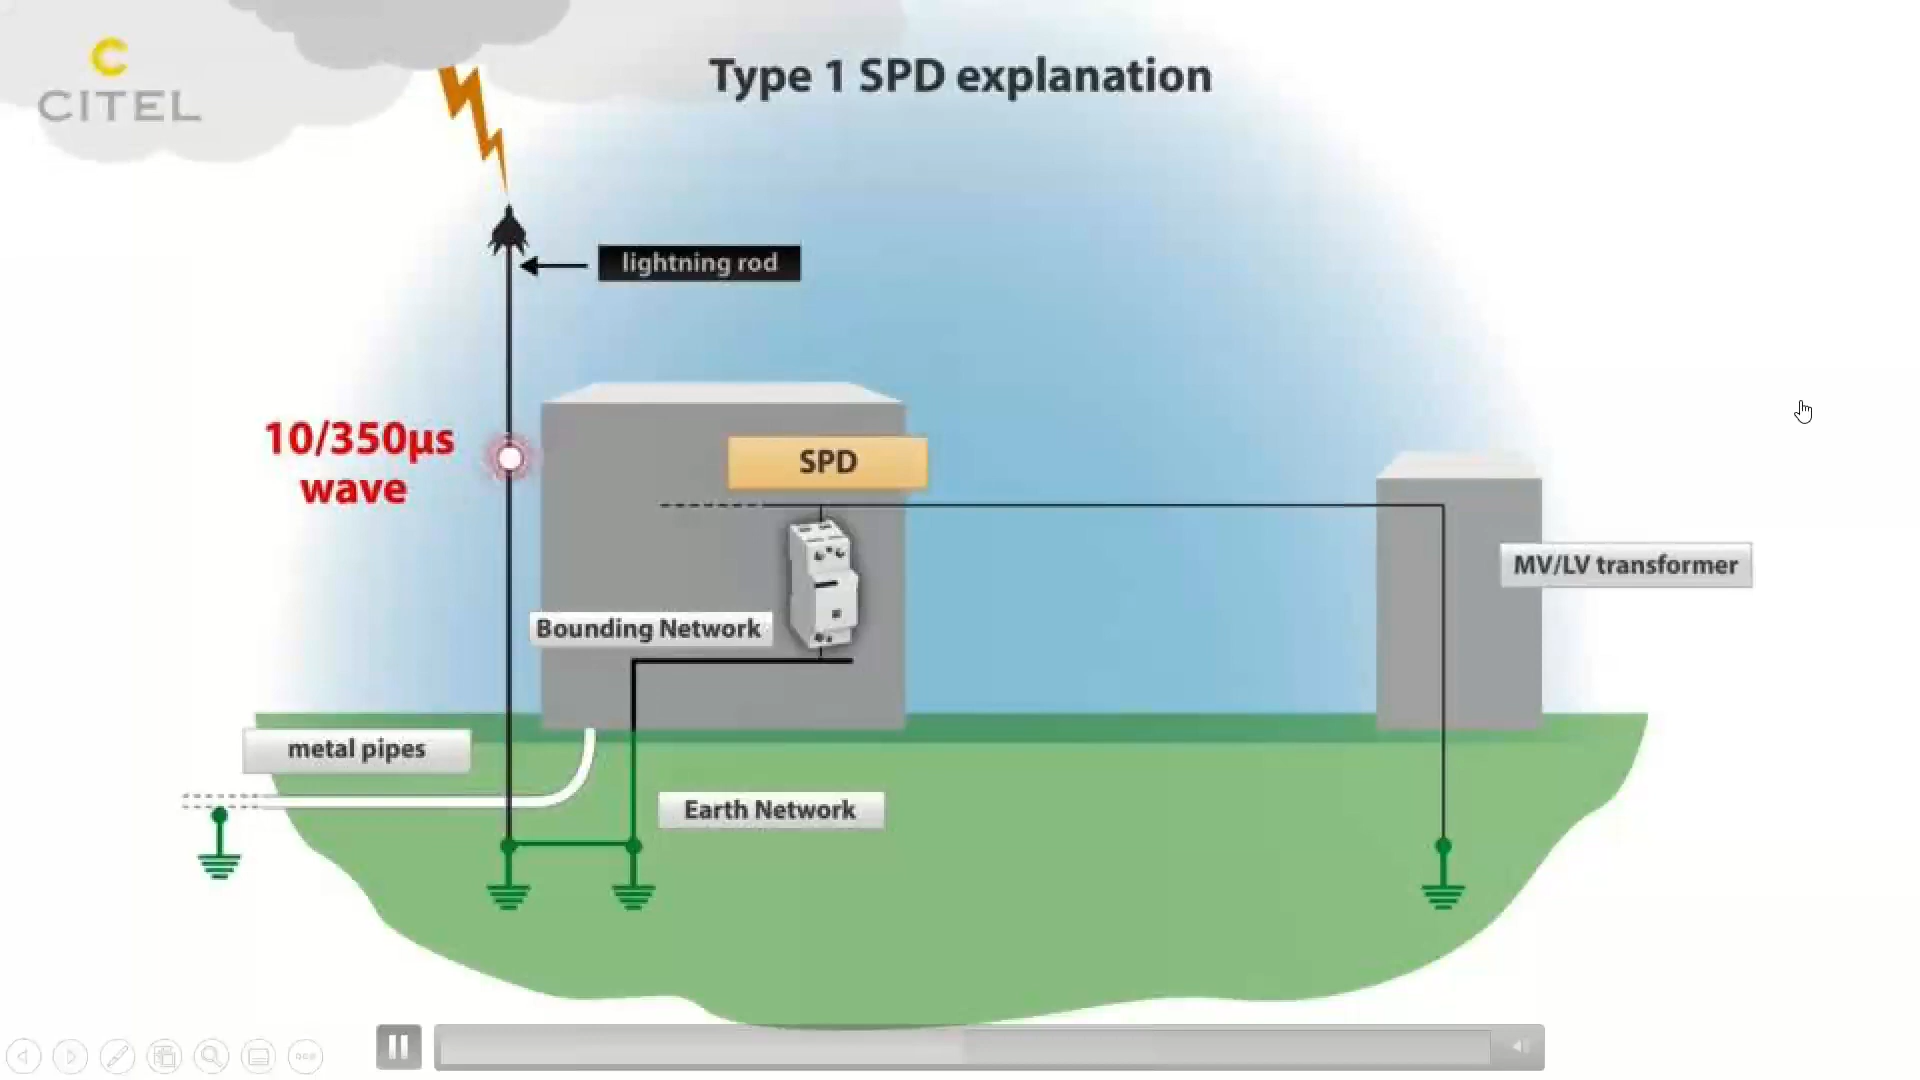 C
CITEL
Type 1 SPD explanation
lightning rod
10/350µs
wave
SPD
MV/LV transformer
Bounding Network
metal pipes
Earth Network